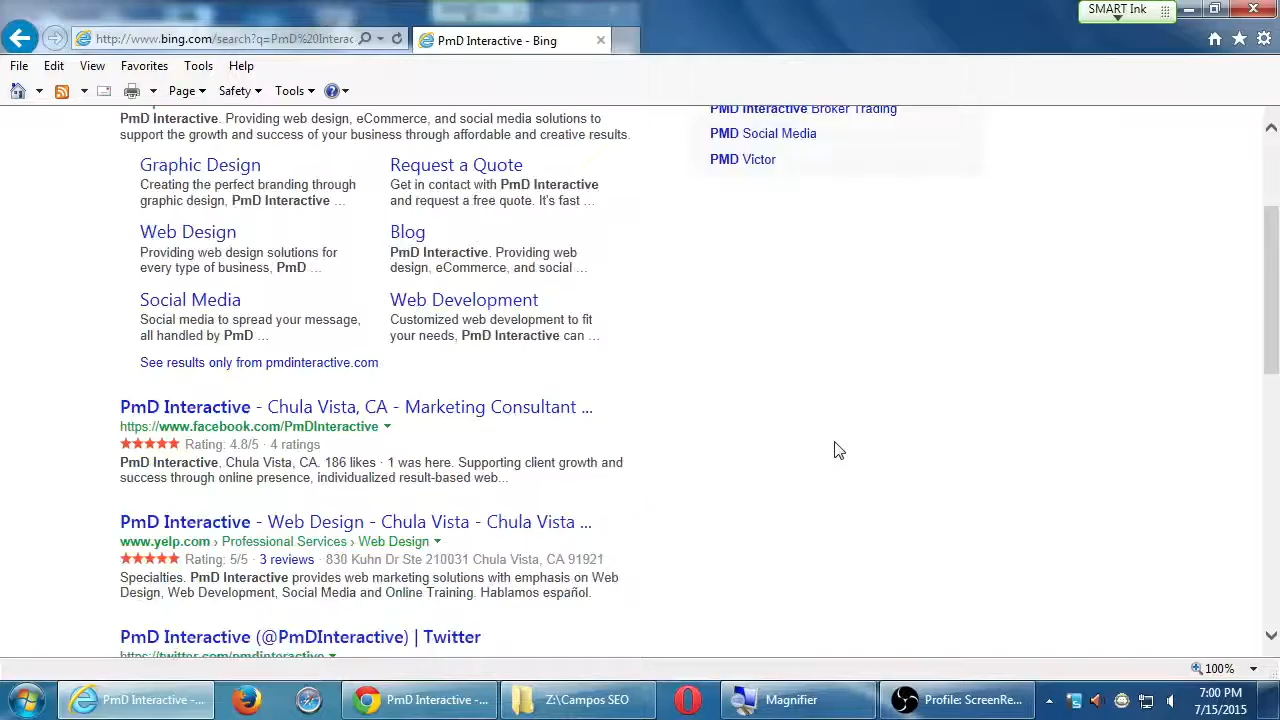 SMART Ink
http://www.bing.com/search?q=PmD%20Interac
PmD Interactive - Bing
File Edit View Favorites Tools Help
Page Safety Tools
PmD Interactive. Providing web design, eCommerce, and social media solutions to
support the growth and success of your business through affordable and creative results.
Graphic Design
Creating the perfect branding through
graphic design, PmD Interactive ...
Request a Quote
Get in contact with PmD Interactive
and request a free quote. It's fast ...
Web Design
Providing web design solutions for
every type of business, PmD ...
Blog
PmD Interactive. Providing web
design, eCommerce, and social ...
Social Media
Social media to spread your message,
all handled by PmD ...
Web Development
Customized web development to fit
your needs, PmD Interactive can ...
See results only from pmdinteractive.com
PmD Interactive - Chula Vista, CA - Marketing Consultant ...
https://www.facebook.com/PmDInteractive
Rating: 4.8/5 · 4 ratings
PmD Interactive, Chula Vista, CA. 186 likes · 1 was here. Supporting client growth and
success through online presence, individualized result-based web...
PmD Interactive - Web Design - Chula Vista - Chula Vista ...
www.yelp.com › Professional Services › Web Design
Rating: 5/5 · 3 reviews · 830 Kuhn Dr Ste 210031 Chula Vista, CA 91921
Specialties. PmD Interactive provides web marketing solutions with emphasis on Web
Design, Web Development, Social Media and Online Training. Hablamos español.
PmD Interactive (@PmDInteractive) | Twitter
https://twitter.com/pmdinteractive
PMD Interactive Broker Trading
PMD Social Media
PMD Victor
100%
PmD Interactive -...
PmD Interactive -...
Z:\Campos SEO
Magnifier
Profile: ScreenRe...
7:00 PM
7/15/2015